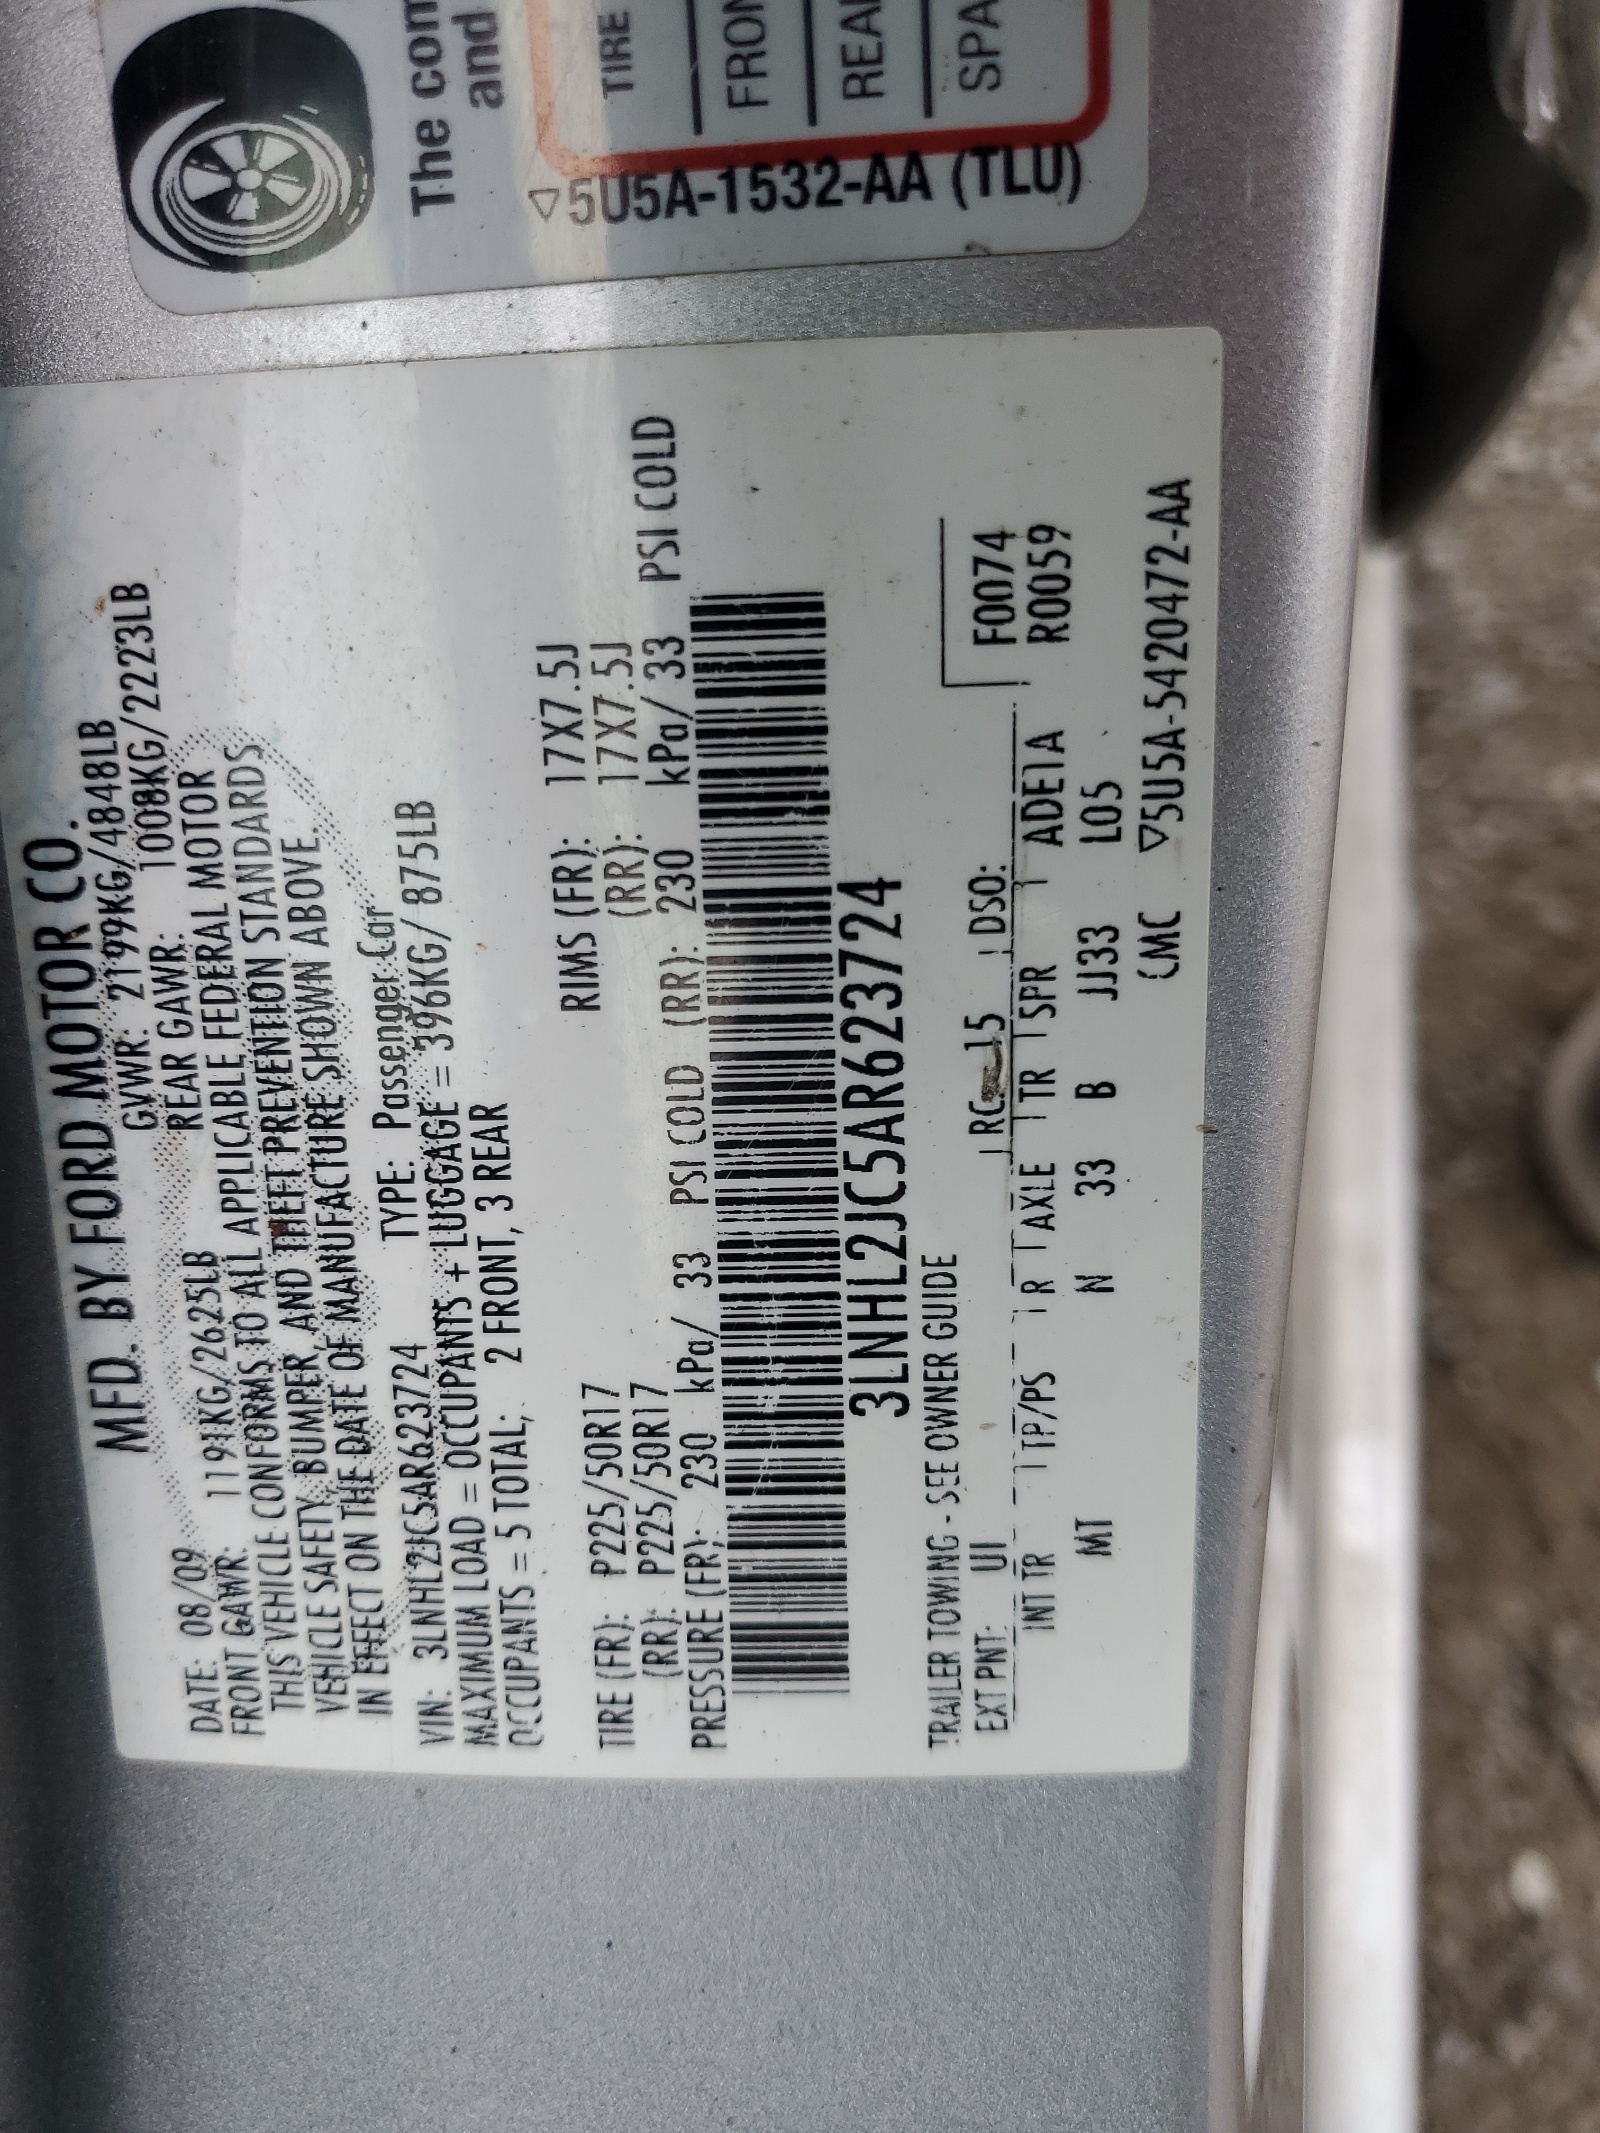 MFD. BY FORD MOTOR CO.
DATE: 08/09 GVWR: 2199KG/4848LB
FRONT GAWR: 1191KG/2625LB REAR GAWR: 1008KG/2223LB
THIS VEHICLE CONFORMS TO ALL APPLICABLE FEDERAL MOTOR
VEHICLE SAFETY, BUMPER, AND THEFT PREVENTION STANDARDS
IN EFFECT ON THE DATE OF MANUFACTURE SHOWN ABOVE.
VIN: 3LNHL2JC5AR623724 TYPE: Passenger Car
MAXIMUM LOAD = OCCUPANTS + LUGGAGE = 396KG/ 875LB
OCCUPANTS = 5 TOTAL; 2 FRONT, 3 REAR
TIRE (FR): P225/50R17 RIMS (FR): 17X7.5J
(RR): P225/50R17 (RR): 17X7.5J
PRESSURE (FR): 230 kPa/ 33 PSI COLD (RR): 230 kPa/ 33 PSI COLD
3LNHL2JC5AR623724
TRAILER TOWING - SEE OWNER GUIDE
EXT PNT: UI RC: 15 DSO: F0074
INT TR TP/PS R AXLE TR SPR ADE1A R0059
MT N 33 B JJ33 L05
CMC ▽5U5A-5420472-AA
The com
and
TIRE
FRON
REAR
SPA
▽5U5A-1532-AA (TLU)